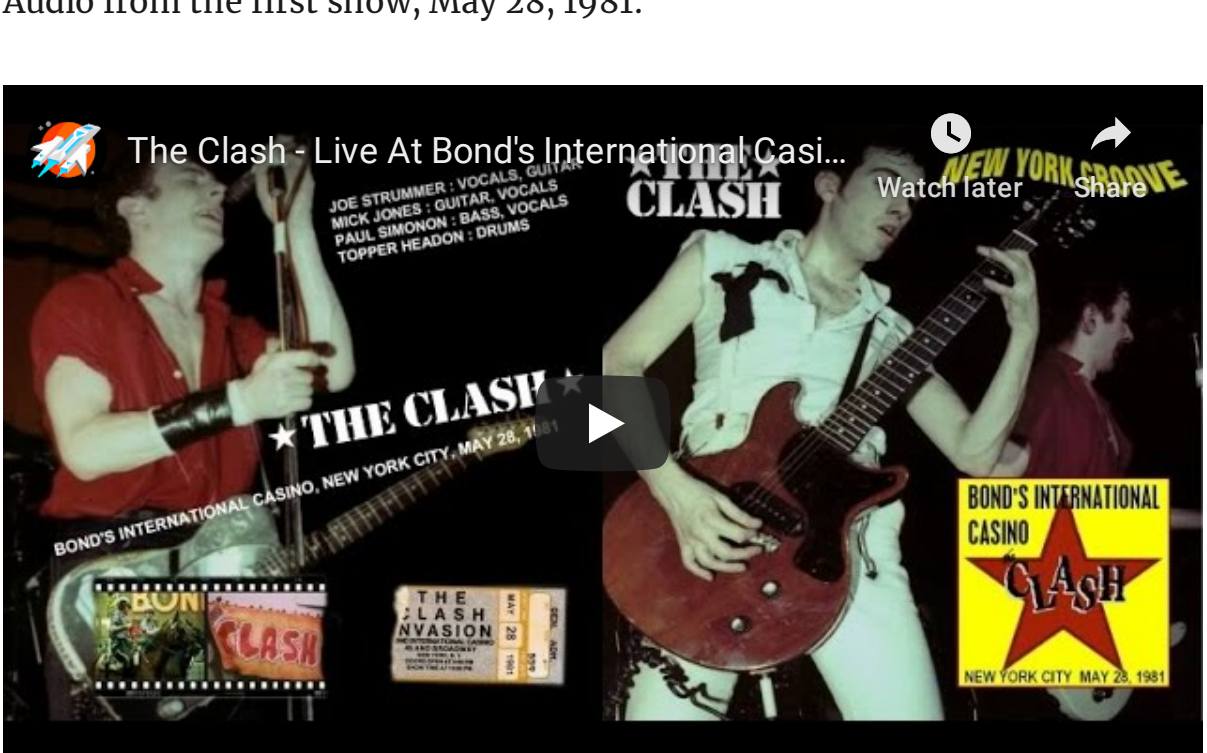 Audio from the first show, May 28, 1981.
The Clash - Live At Bond's International Casi...
Watch later
Share
JOE STRUMMER : VOCALS, GUITAR
MICK JONES : GUITAR, VOCALS
PAUL SIMONON : BASS, VOCALS
TOPPER HEADON : DRUMS
THE
CLASH
NEW YORK GROOVE
THE CLASH
BOND'S INTERNATIONAL CASINO, NEW YORK CITY, MAY 28, 1981
BON
CLASH
THE
CLASH
NVASION
MAY 28 1981
BOND'S INTERNATIONAL
CASINO
CLASH
NEW YORK CITY MAY 28, 1981